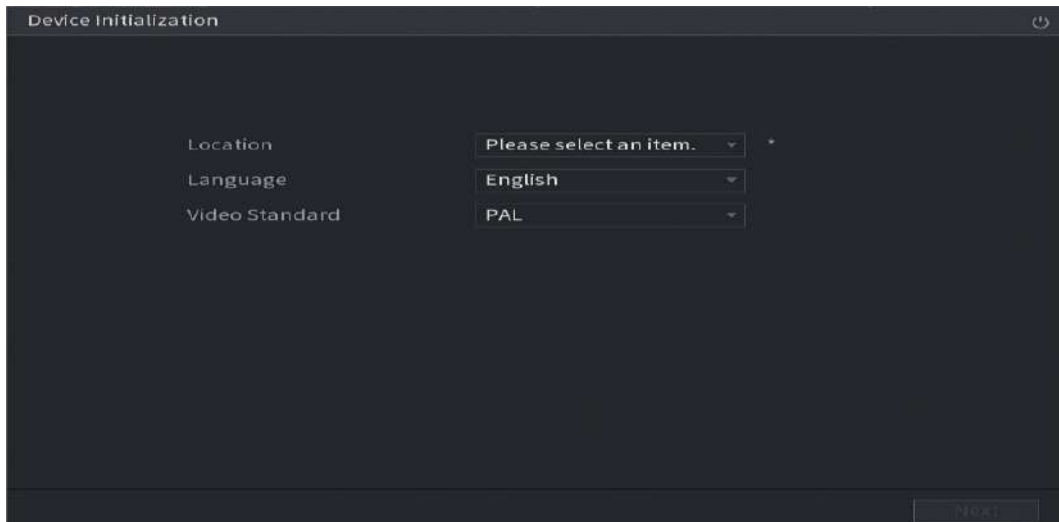 Device Initialization
Location Please select an item. *
Language English
Video Standard PAL
Next